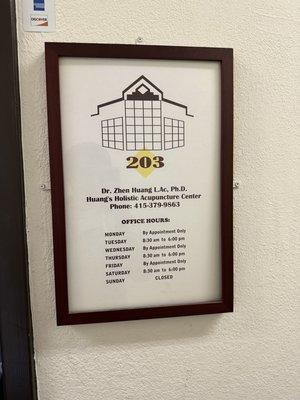 DISCOVER
203
Dr. Zhen Huang L.Ac, Ph.D.
Huang's Holistic Acupuncture Center
Phone: 415-379-9863
OFFICE HOURS:
MONDAY By Appointment Only
TUESDAY 8:30 am to 6:00 pm
WEDNESDAY By Appointment Only
THURSDAY 8:30 am to 6:00 pm
FRIDAY By Appointment Only
SATURDAY 8:30 am to 6:00 pm
SUNDAY CLOSED